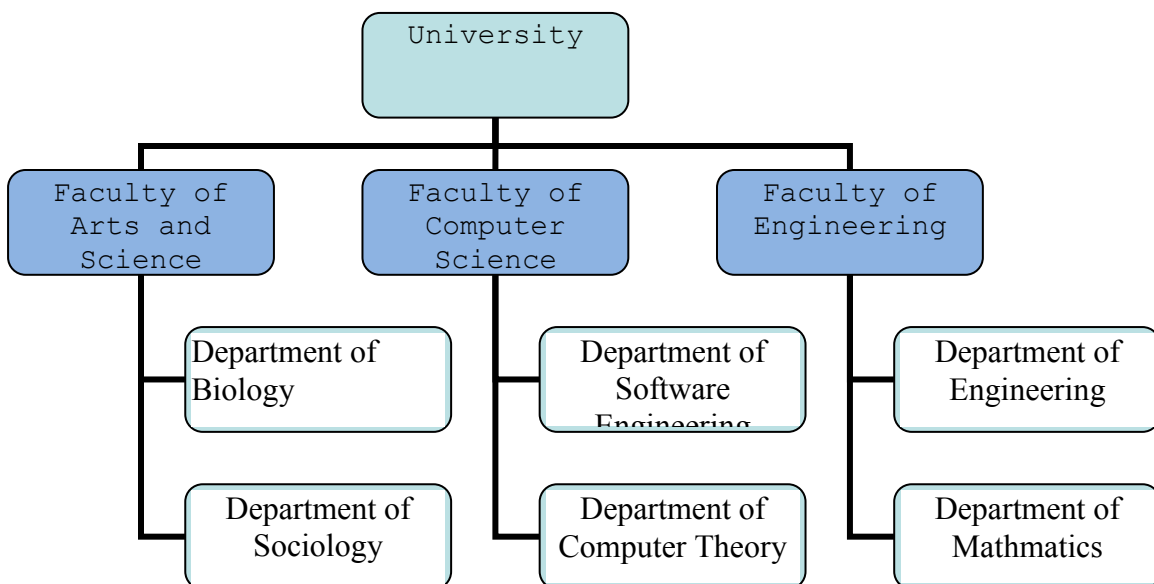 University
Faculty of
Arts and
Science
Faculty of
Computer
Science
Faculty of
Engineering
Department of
Biology
Department of
Software
Engineering
Department of
Engineering
Department of
Sociology
Department of
Computer Theory
Department of
Mathmatics